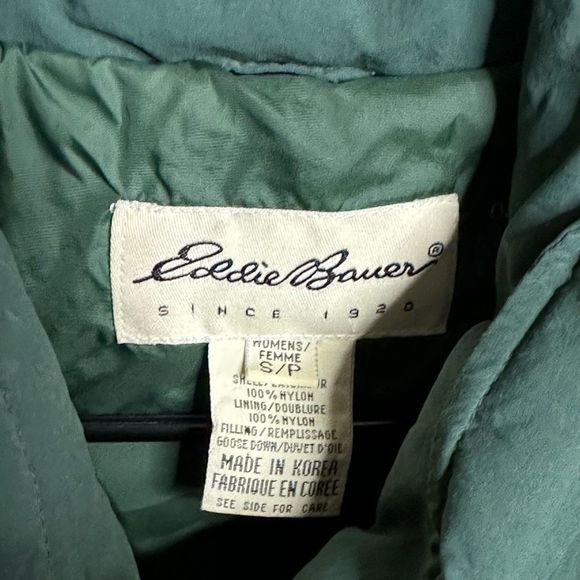 Eddie Bauer®
SINCE 1920
WOMENS/
FEMME
S/P
100% NYLON
LINING/DOUBLURE
100% NYLON
FILLING/REMPLISSAGE
GOOSE DOWN/DUVET D'OIE
MADE IN KOREA
FABRIQUE EN COREE
SEE SIDE FOR CARE